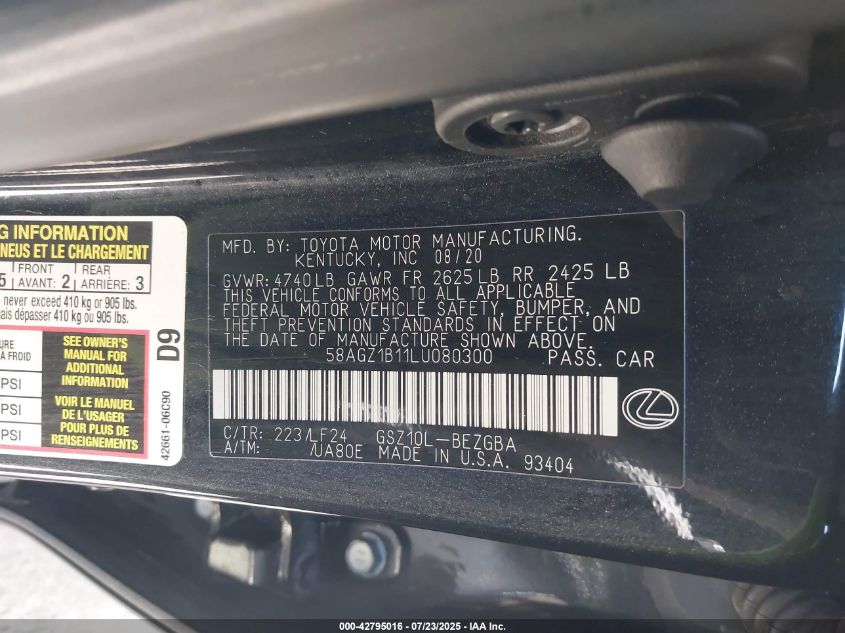 G INFORMATION
NEUS ET LE CHARGEMENT
5 FRONT AVANT: 2 REAR ARRIÈRE: 3
never exceed 410 kg or 905 lbs.
dépasser 410 kg ou 905 lbs.
À FROID
PSI
PSI
SEE OWNER'S
MANUAL FOR
ADDITIONAL
INFORMATION
VOIR LE MANUEL
DE L'USAGER
POUR PLUS DE
RENSEIGNEMENTS
D9
42661-06C90
MFD. BY: TOYOTA MOTOR MANUFACTURING.
KENTUCKY, INC 08/20
GVWR: 4740 LB GAWR FR 2625 LB RR 2425 LB
THIS VEHICLE CONFORMS TO ALL APPLICABLE
FEDERAL MOTOR VEHICLE SAFETY, BUMPER, AND
THEFT PREVENTION STANDARDS IN EFFECT ON
THE DATE OF MANUFACTURE SHOWN ABOVE.
58AGZ1B11LU080300 PASS. CAR
C/TR: 223/LF24 GSZ10L-BEZGBA
A/TM: /UA80E MADE IN U.S.A. 93404
000-42795016 - 07/23/2025 - IAA Inc.